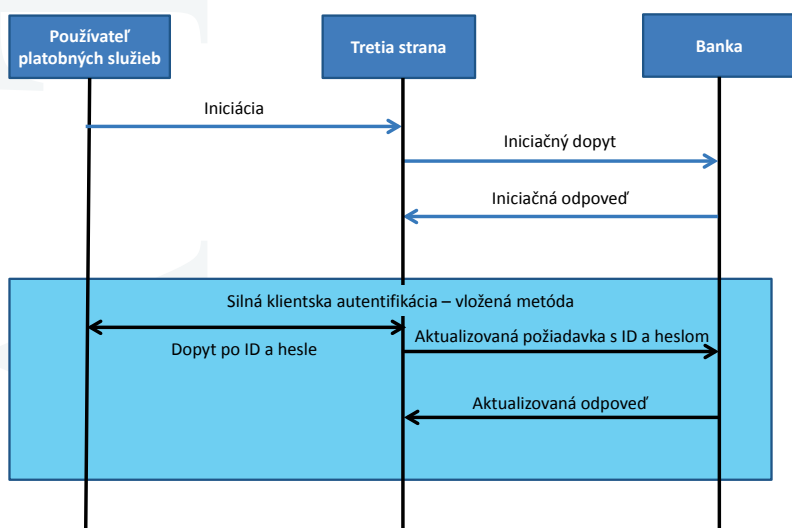 Používateľ
platobných služieb
Tretia strana
Banka
Iniciácia
Iniciačný dopyt
Iniciačná odpoveď
Silná klientska autentifikácia – vložená metóda
Dopyt po ID a hesle
Aktualizovaná požiadavka s ID a heslom
Aktualizovaná odpoveď